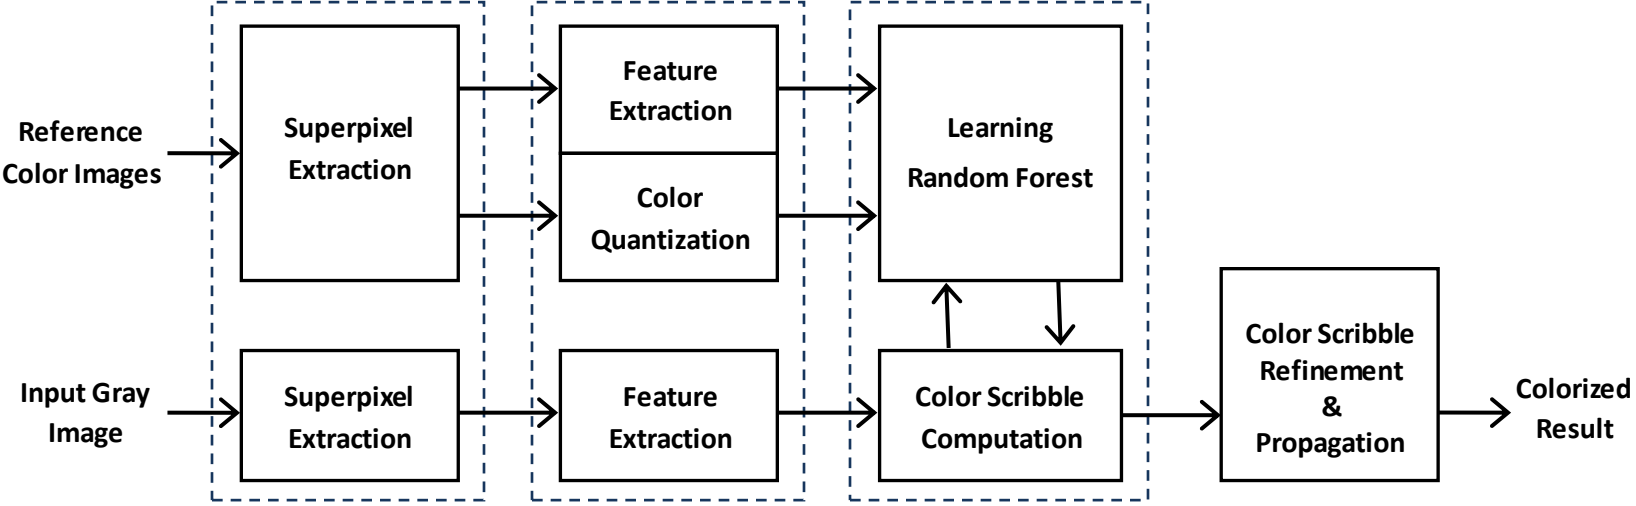 Reference
Color Images
Superpixel
Extraction
Feature
Extraction
Color
Quantization
Learning
Random Forest
Input Gray
Image
Superpixel
Extraction
Feature
Extraction
Color Scribble
Computation
Color Scribble
Refinement
&
Propagation
Colorized
Result